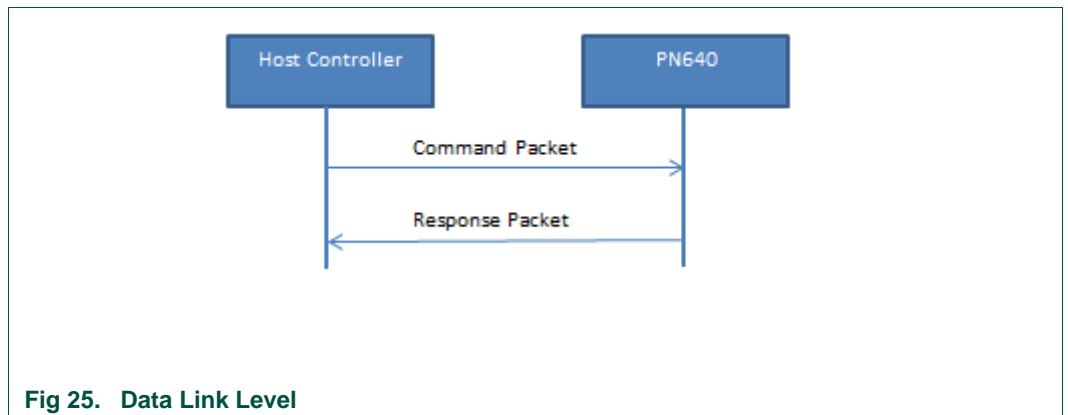 Host Controller PN640
Command Packet
Response Packet
Fig 25. Data Link Level